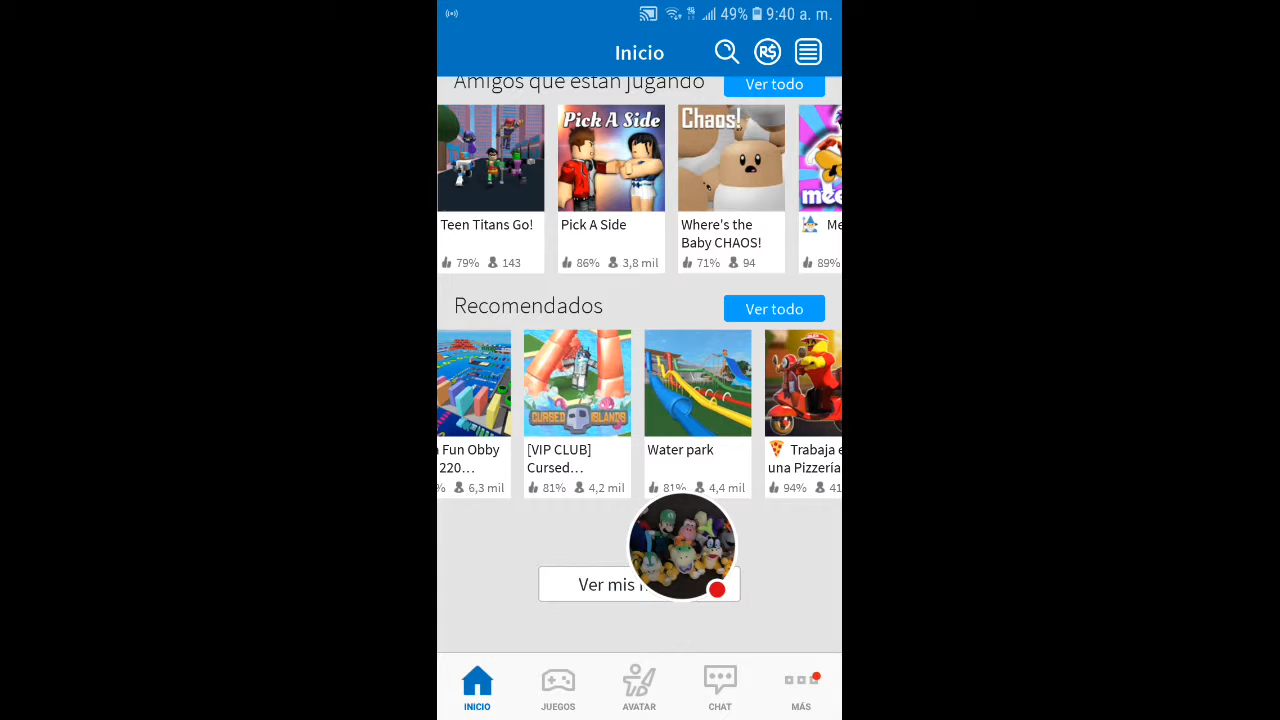 49% 9:40 a. m.
Inicio
R$
Amigos que están jugando
Ver todo
Pick A Side
Chaos!
Teen Titans Go!
Pick A Side
Where's the
Baby CHAOS!
79% 143
86% 3,8 mil
71% 94
89%
Recomendados
Ver todo
CURSED ISLANDS
Fun Obby
220...
[VIP CLUB]
Cursed...
Water park
Trabaja
una Pizzería
% 6,3 mil
81% 4,2 mil
81% 4,4 mil
94% 41
Ver mis
INICIO
JUEGOS
AVATAR
CHAT
MÁS